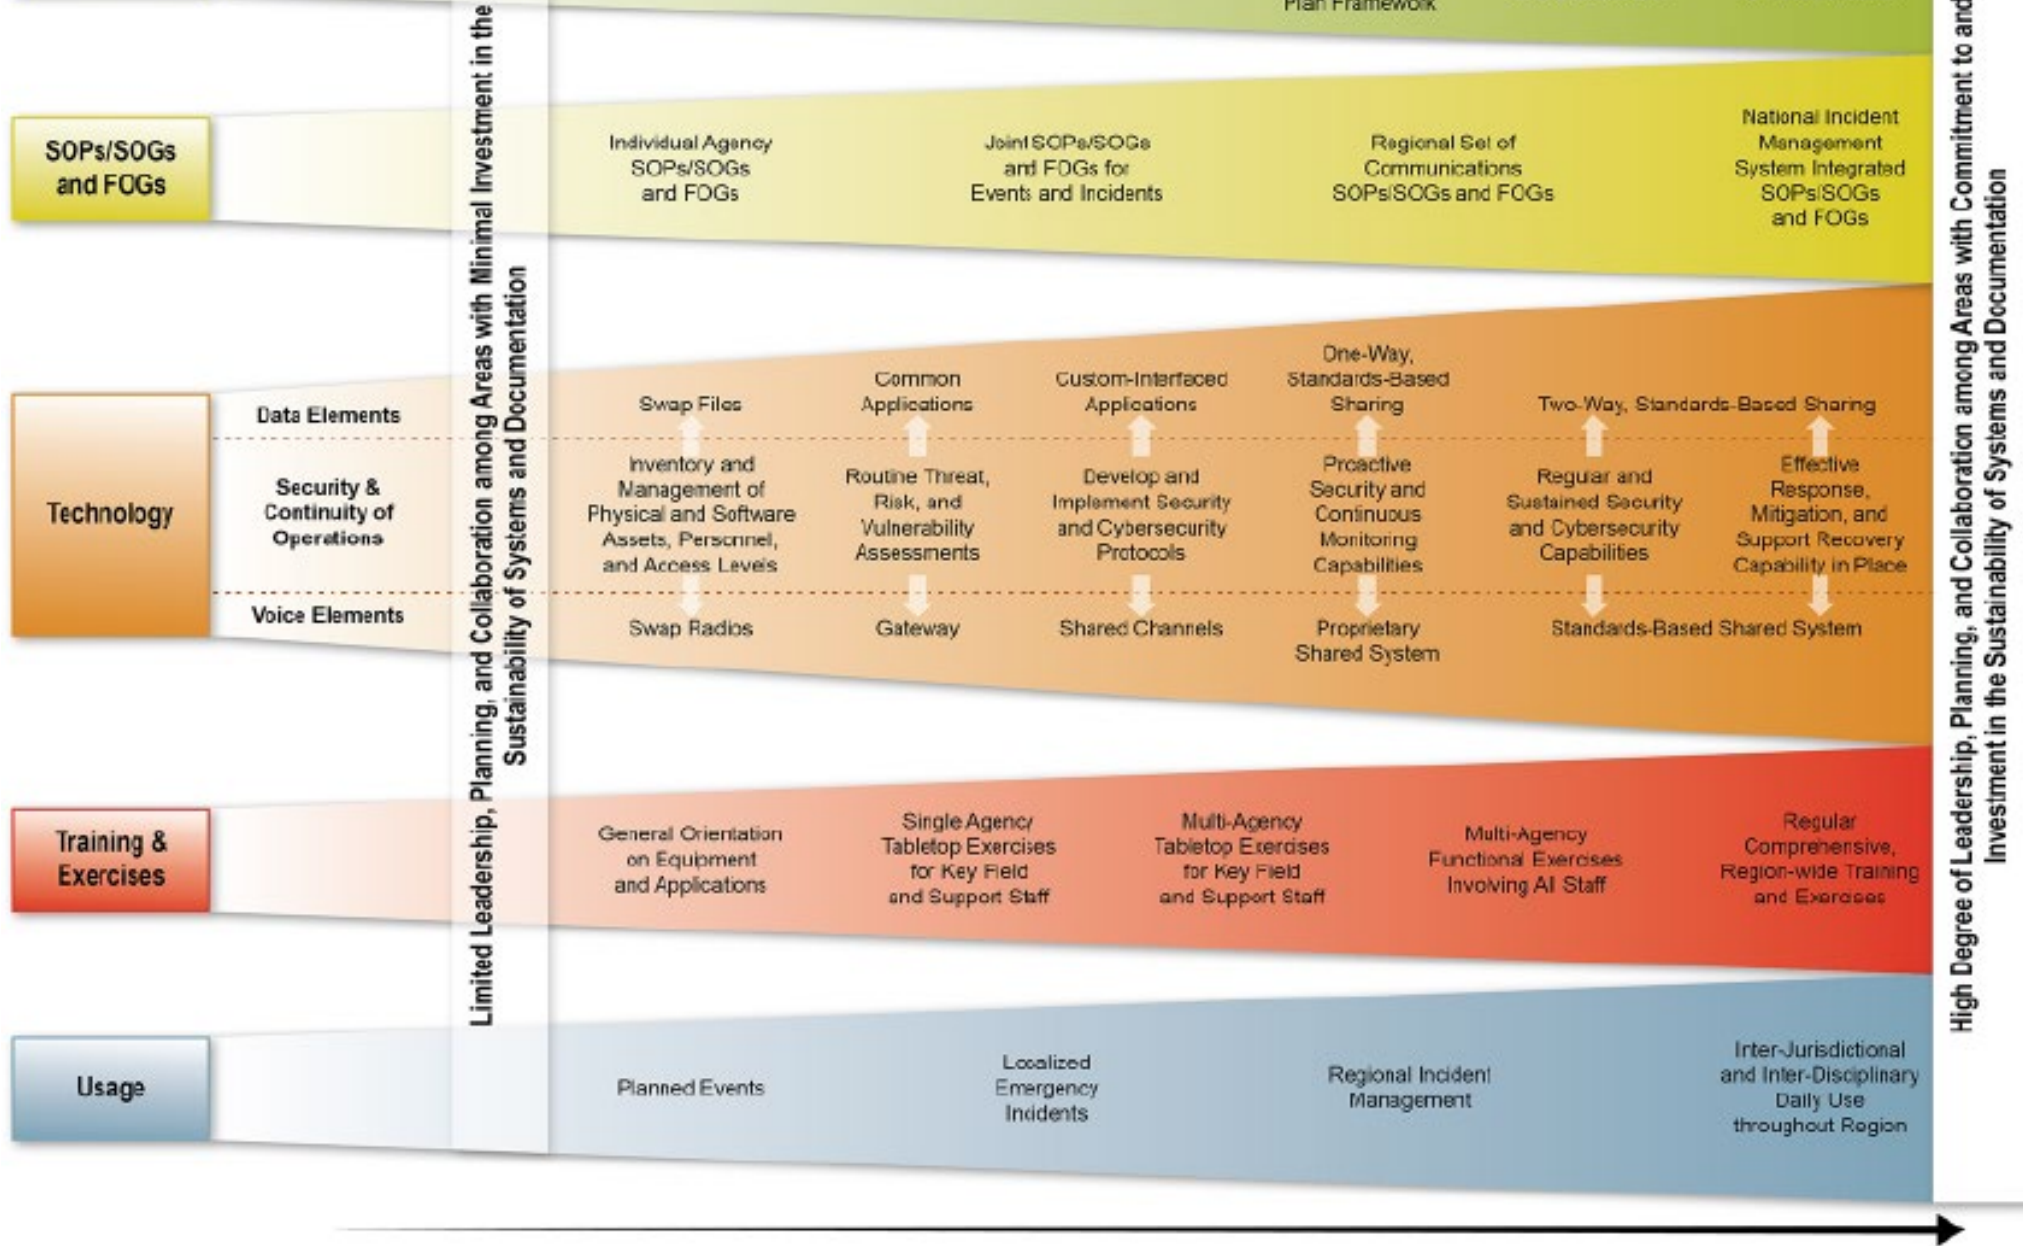 Plan Framework
SOPs/SOGs
and FOGs
Individual Agency
SOPs/SOGs
and FOGs
Joint SOPs/SOGs
and FOGs for
Events and Incidents
Regional Set of
Communications
SOPs/SOGs and FOGs
National Incident
Management
System Integrated
SOPs/SOGs
and FOGs
Technology
Data Elements
Swap Files
Common
Applications
Custom-Interfaced
Applications
One-Way,
Standards-Based
Sharing
Two-Way, Standards-Based Sharing
Security &
Continuity of
Operations
Inventory and
Management of
Physical and Software
Assets, Personnel,
and Access Levels
Routine Threat,
Risk, and
Vulnerability
Assessments
Develop and
Implement Security
and Cybersecurity
Protocols
Proactive
Security and
Continuous
Monitoring
Capabilities
Regular and
Sustained Security
and Cybersecurity
Capabilities
Effective
Response,
Mitigation, and
Support Recovery
Capability in Place
Voice Elements
Swap Radios
Gateway
Shared Channels
Proprietary
Shared System
Standards-Based Shared System
Training &
Exercises
General Orientation
on Equipment
and Applications
Single Agency
Tabletop Exercises
for Key Field
and Support Staff
Multi-Agency
Tabletop Exercises
for Key Field
and Support Staff
Multi-Agency
Functional Exercises
Involving All Staff
Regular
Comprehensive,
Region-wide Training
and Exercises
Usage
Planned Events
Localized
Emergency
Incidents
Regional Incident
Management
Inter-Jurisdictional
and Inter-Disciplinary
Daily Use
throughout Region
Limited Leadership, Planning, and Collaboration among Areas with Minimal Investment in the
Sustainability of Systems and Documentation
High Degree of Leadership, Planning, and Collaboration among Areas with Commitment to and
Investment in the Sustainability of Systems and Documentation